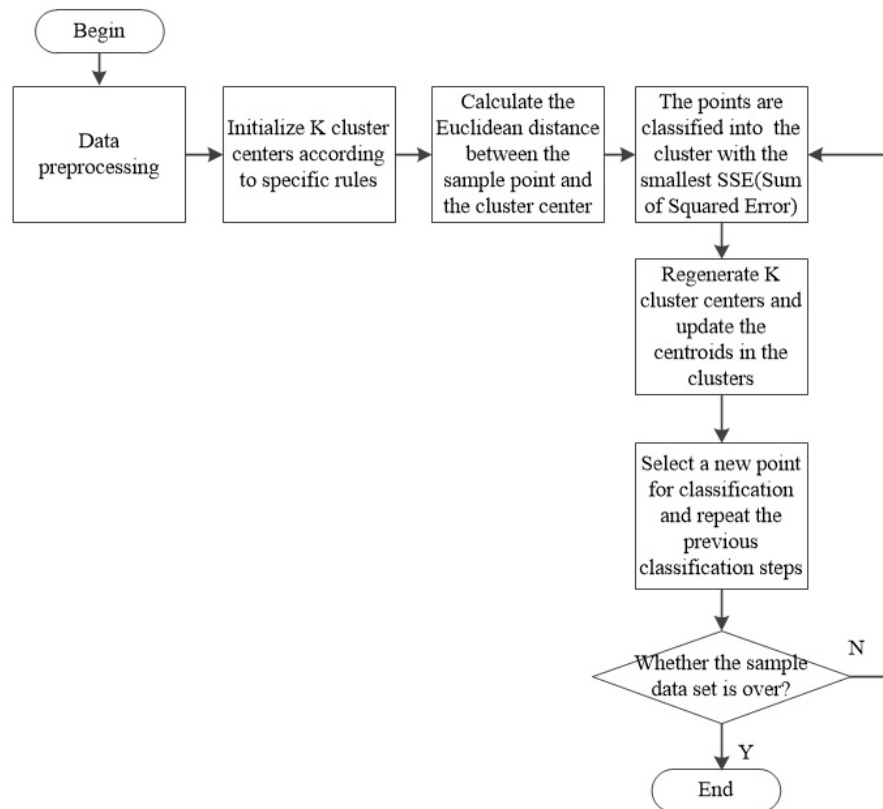 Begin
Data
preprocessing
Initialize K cluster
centers according
to specific rules
Calculate the
Euclidean distance
between the
sample point and
the cluster center
The points are
classified into  the
cluster with the
smallest SSE(Sum
of Squared Error)
Regenerate K
cluster centers and
update the
centroids in the
clusters
Select a new point
for classification
and repeat the
previous
classification steps
Whether the sample
data set is over?
N
Y
End